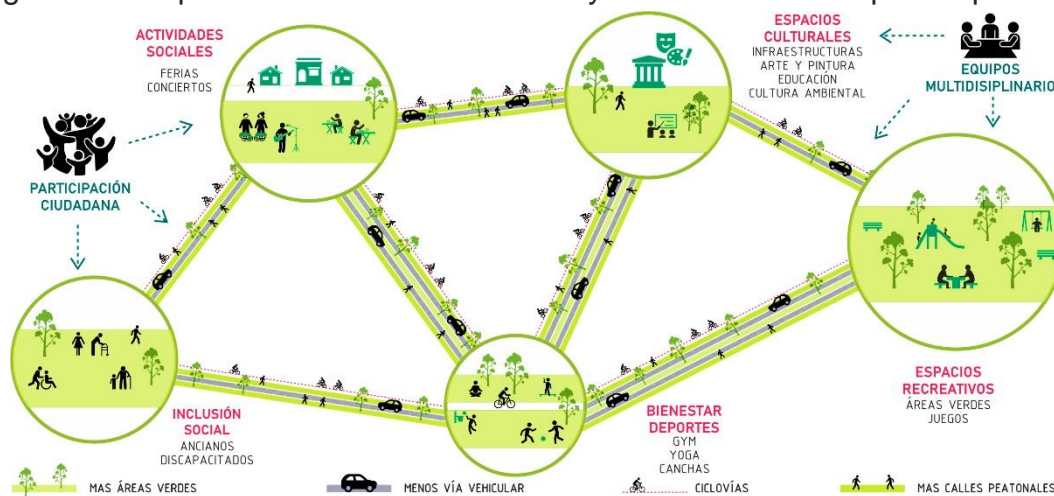 ACTIVIDADES
SOCIALES
FERIAS
CONCIERTOS
ESPACIOS
CULTURALES
INFRAESTRUCTURAS
ARTE Y PINTURA
EDUCACIÓN
CULTURA AMBIENTAL
EQUIPOS
MULTIDISIPLINARIO
PARTICIPACIÓN
CIUDADANA
INCLUSIÓN
SOCIAL
ANCIANOS
DISCAPACITADOS
BIENESTAR
DEPORTES
GYM
YOGA
CANCHAS
ESPACIOS
RECREATIVOS
ÁREAS VERDES
JUEGOS
MAS ÁREAS VERDES
MENOS VÍA VEHICULAR
CICLOVÍAS
MAS CALLES PEATONALES